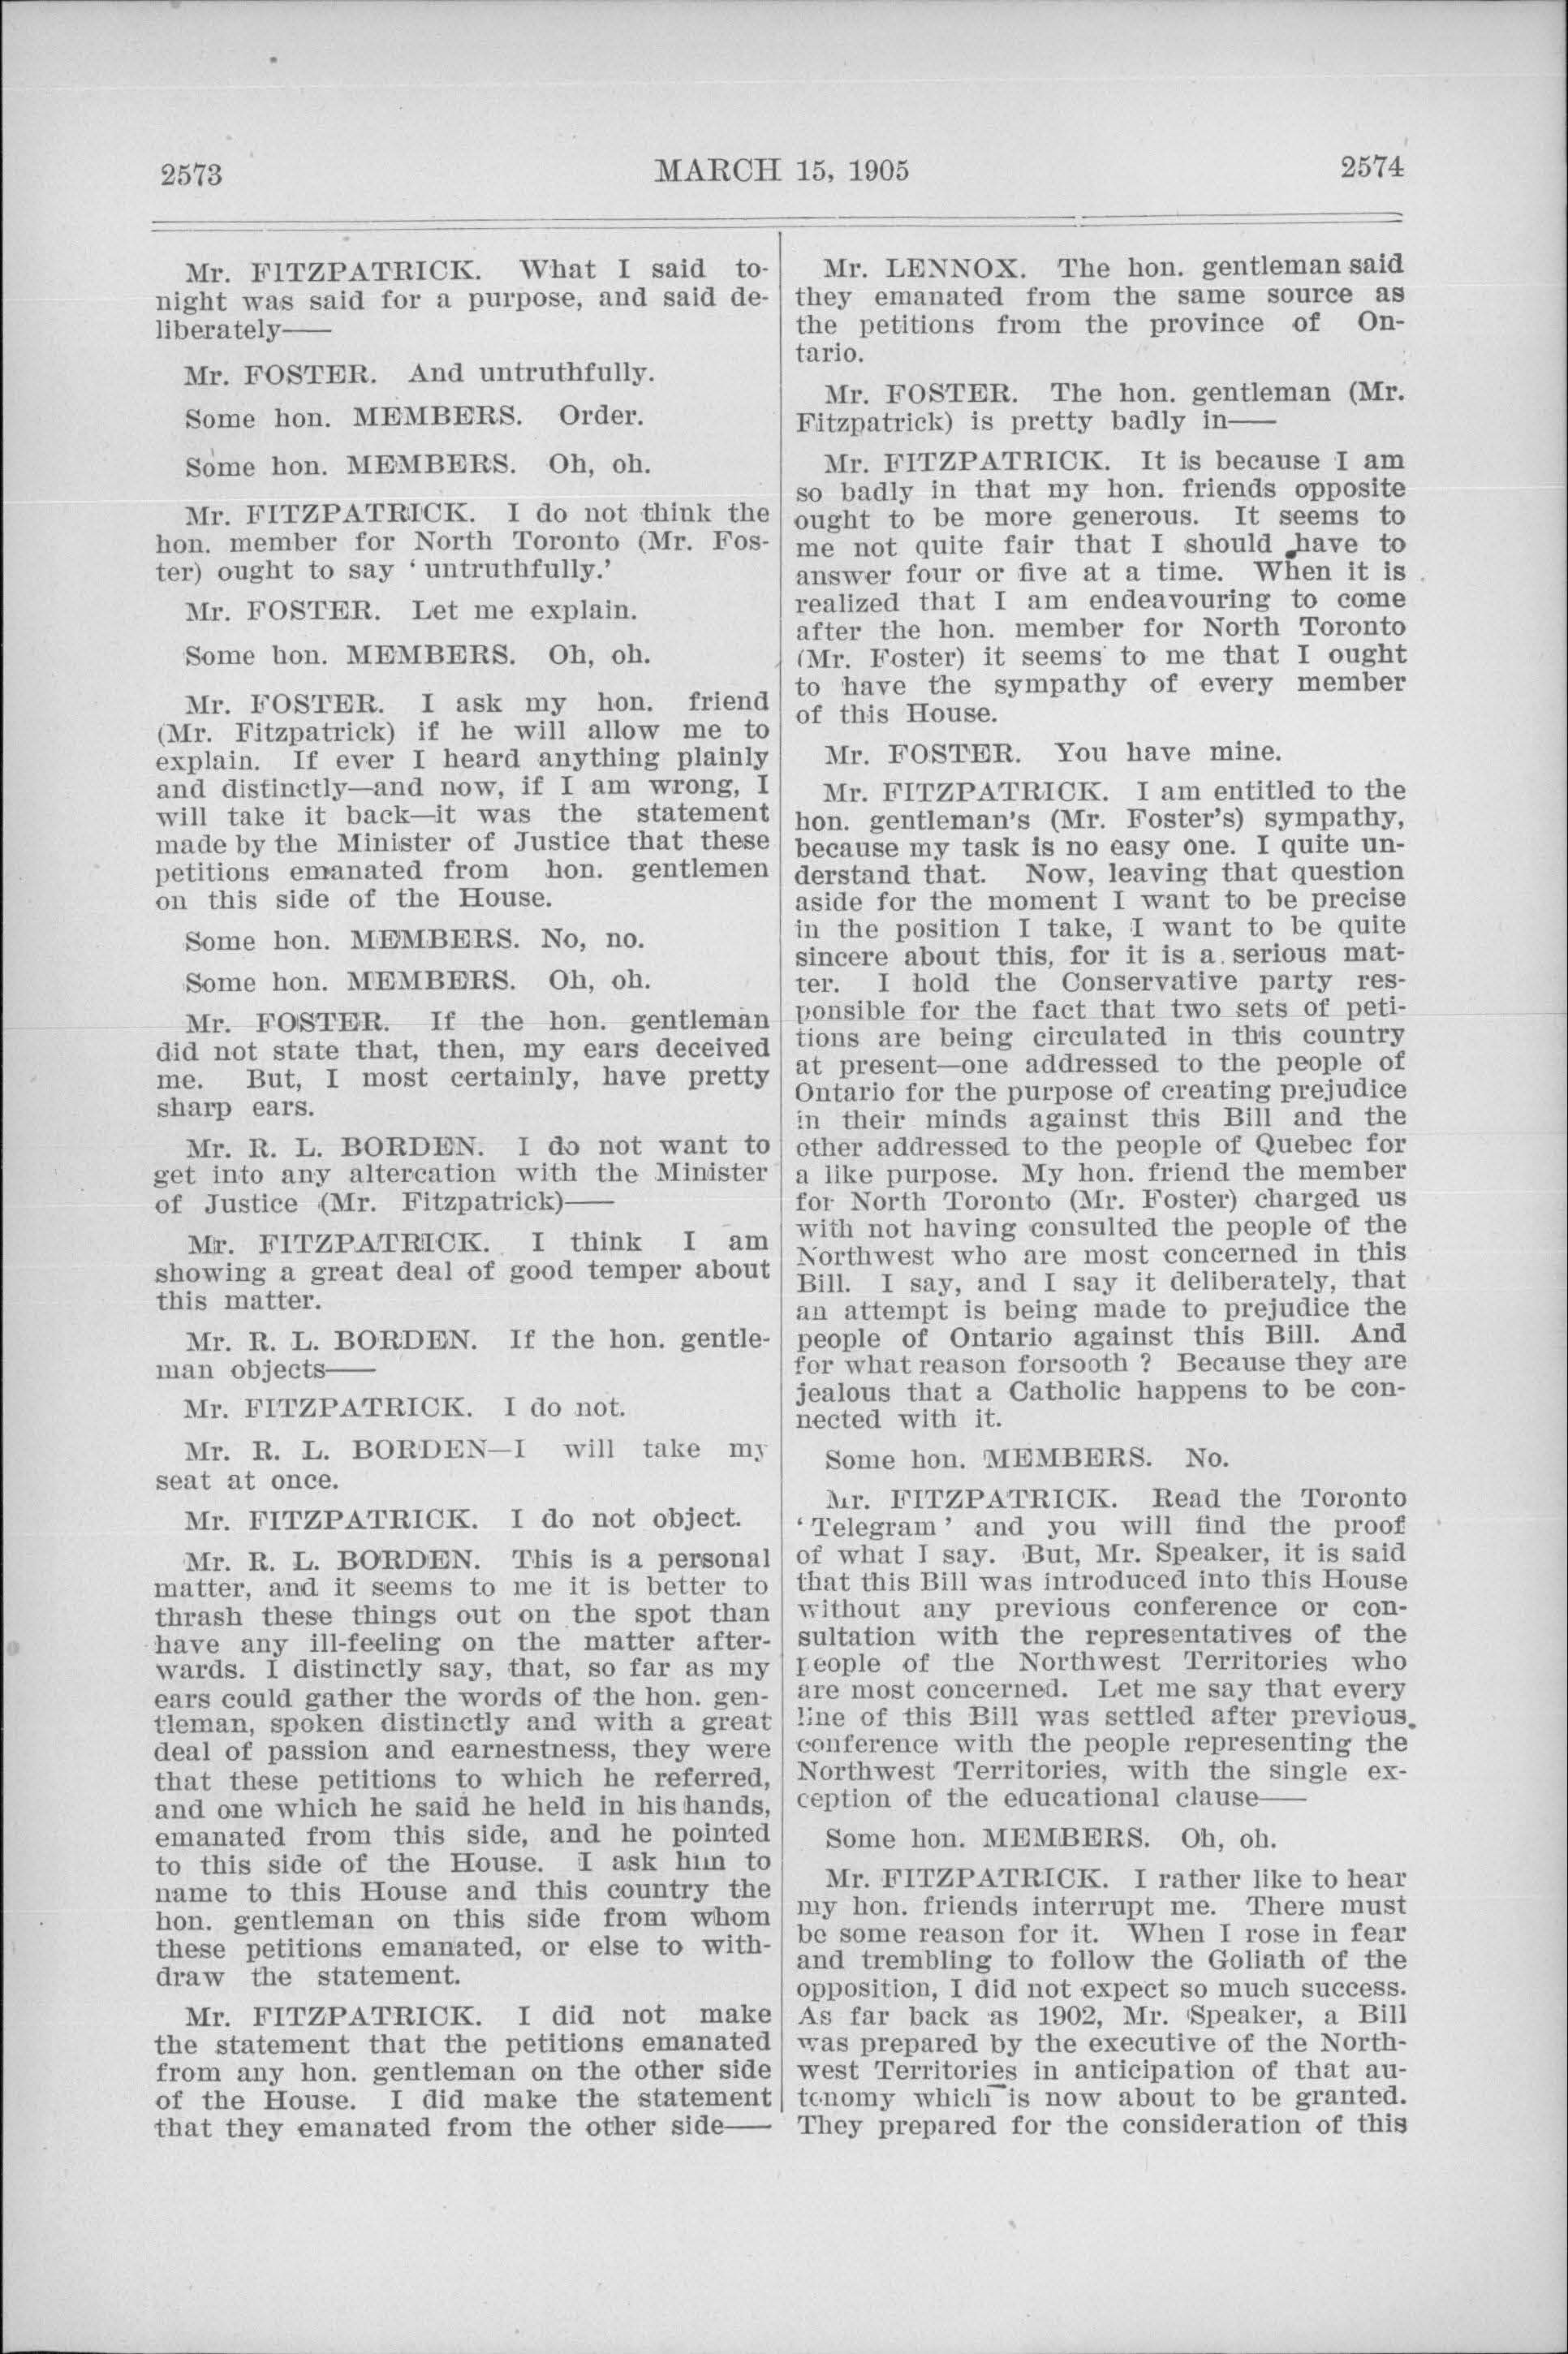 2573
MARCH 15, 1905
2574
Mr. FITZPATRICK. What I said to-
night was said for a purpose, and said de-
liberately——
Mr. FOSTER. And untruthfully.
Some hon. MEMBERS. Order.
Some hon. MEMBERS. Oh, oh.
Mr. FITZPATRICK. I do not think the
hon. member for North Toronto (Mr. Fos-
ter) ought to say ‘ untruthfully.’
Mr. FOSTER. Let me explain.
Some hon. MEMBERS. Oh, oh.
Mr. FOSTER. I ask my hon. friend
(Mr. Fitzpatrick) if he will allow me to
explain. If ever I heard anything plainly
and distinctly—and now, if I am wrong, I
will take it back—it was the statement
made by the Minister of Justice that these
petitions emanated from hon. gentlemen
on this side of the House.
Some hon. MEMBERS. No, no.
Some hon. MEMBERS. Oh, oh.
Mr. FOSTER. If the hon. gentleman
did not state that, then, my ears deceived
me. But, I most certainly, have pretty
sharp ears.
Mr. R. L. BORDEN. I do not want to
get into any altercation with the Minister
of Justice (Mr. Fitzpatrick)——
Mr. FITZPATRICK. I think I am
showing a great deal of good temper about
this matter.
Mr. R. L. BORDEN. If the hon. gentle-
man objects——
Mr. FITZPATRICK. I do not.
Mr. R. L. BORDEN—I will take my
seat at once.
Mr. FITZPATRICK. I do not object.
Mr. R. L. BORDEN. This is a personal
matter, and it seems to me it is better to
thrash these things out on the spot than
have any ill-feeling on the matter after-
wards. I distinctly say, that, so far as my
ears could gather the words of the hon. gen-
tleman, spoken distinctly and with a great
deal of passion and earnestness, they were
that these petitions to which he referred,
and one which he said he held in his hands,
emanated from this side, and he pointed
to this side of the House. I ask him to
name to this House and this country the
hon. gentleman on this side from whom
these petitions emanated, or else to with-
draw the statement.
Mr. FITZPATRICK. I did not make
the statement that the petitions emanated
from any hon. gentleman on the other side
of the House. I did make the statement
that they emanated from the other side——
Mr. LENNOX. The hon. gentleman said
they emanated from the same source as
the petitions from the province of On-
tario.
Mr. FOSTER. The hon. gentleman (Mr.
Fitzpatrick) is pretty badly in——
Mr. FITZPATRICK. It is because I am
so badly in that my hon. friends opposite
ought to be more generous. It seems to
me not quite fair that I should have to
answer four or five at a time. When it is
realized that I am endeavouring to come
after the hon. member for North Toronto
(Mr. Foster) it seems to me that I ought
to have the sympathy of every member
of this House.
Mr. FOSTER. You have mine.
Mr. FITZPATRICK. I am entitled to the
hon. gentleman's (Mr. Foster's) sympathy,
because my task is no easy one. I quite un-
derstand that. Now, leaving that question
aside for the moment I want to be precise
in the position I take, I want to be quite
sincere about this, for it is a serious mat-
ter. I hold the Conservative party res-
ponsible for the fact that two sets of peti-
tions are being circulated in this country
at present—one addressed to the people of
Ontario for the purpose of creating prejudice
in their minds against this Bill and the
other addressed to the people of Quebec for
a like purpose. My hon. friend the member
for North Toronto (Mr. Foster) charged us
with not having consulted the people of the
Northwest who are most concerned in this
Bill. I say, and I say it deliberately, that
an attempt is being made to prejudice the
people of Ontario against this Bill. And
for what reason forsooth ? Because they are
jealous that a Catholic happens to be con-
nected with it.
Some hon. MEMBERS. No.
Mr. FITZPATRICK. Read the Toronto
‘ Telegram ’ and you will find the proof
of what I say. But, Mr. Speaker, it is said
that this Bill was introduced into this House
without any previous conference or con-
sultation with the representatives of the
people of the Northwest Territories who
are most concerned. Let me say that every
line of this Bill was settled after previous
conference with the people representing the
Northwest Territories, with the single ex-
ception of the educational clause——
Some hon. MEMBERS. Oh, oh.
Mr. FITZPATRICK. I rather like to hear
my hon. friends interrupt me. There must
be some reason for it. When I rose in fear
and trembling to follow the Goliath of the
opposition, I did not expect so much success.
As far back as 1902, Mr. Speaker, a Bill
was prepared by the executive of the North-
west Territories in anticipation of that au-
tonomy which is now about to be granted.
They prepared for the consideration of this